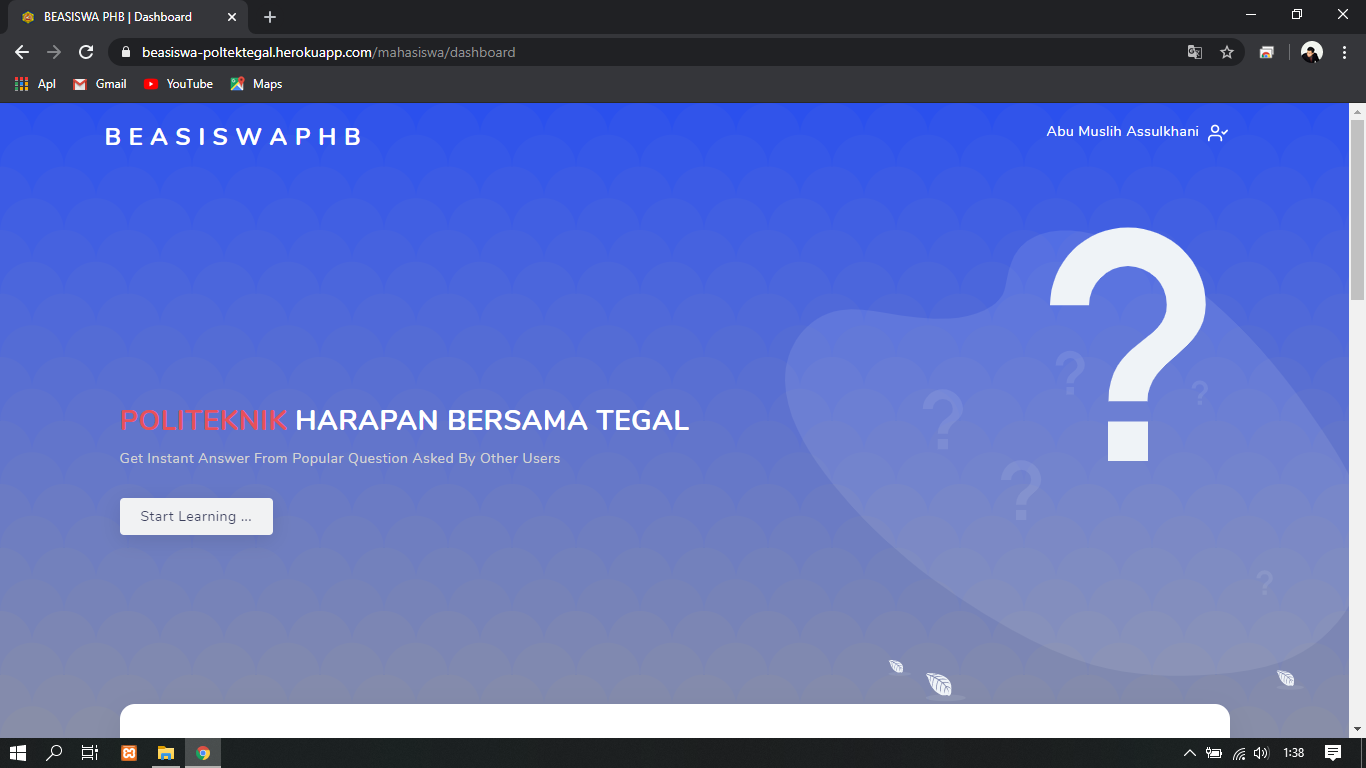 BEASISWA PHB | Dashboard
beasiswa-poltektegal.herokuapp.com/mahasiswa/dashboard
Apl Gmail YouTube Maps
BEASISWAPHB
Abu Muslih Assulkhani
?
? ? ?
POLITEKNIK HARAPAN BERSAMA TEGAL
Get Instant Answer From Popular Question Asked By Other Users
?
Start Learning ...
?
1:38